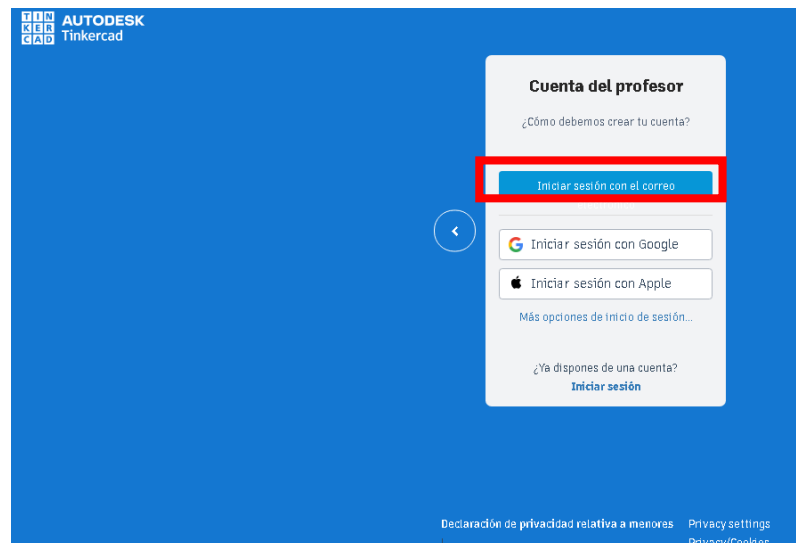 TIN
KER
CAD
AUTODESK
Tinkercad
Cuenta del profesor
¿Cómo debemos crear tu cuenta?
Iniciar sesión con el correo
Iniciar sesión con Google
Iniciar sesión con Apple
Más opciones de inicio de sesión...
¿Ya dispones de una cuenta?
Iniciar sesión
Declaración de privacidad relativa a menores
Privacy settings
Privacy/Cookies